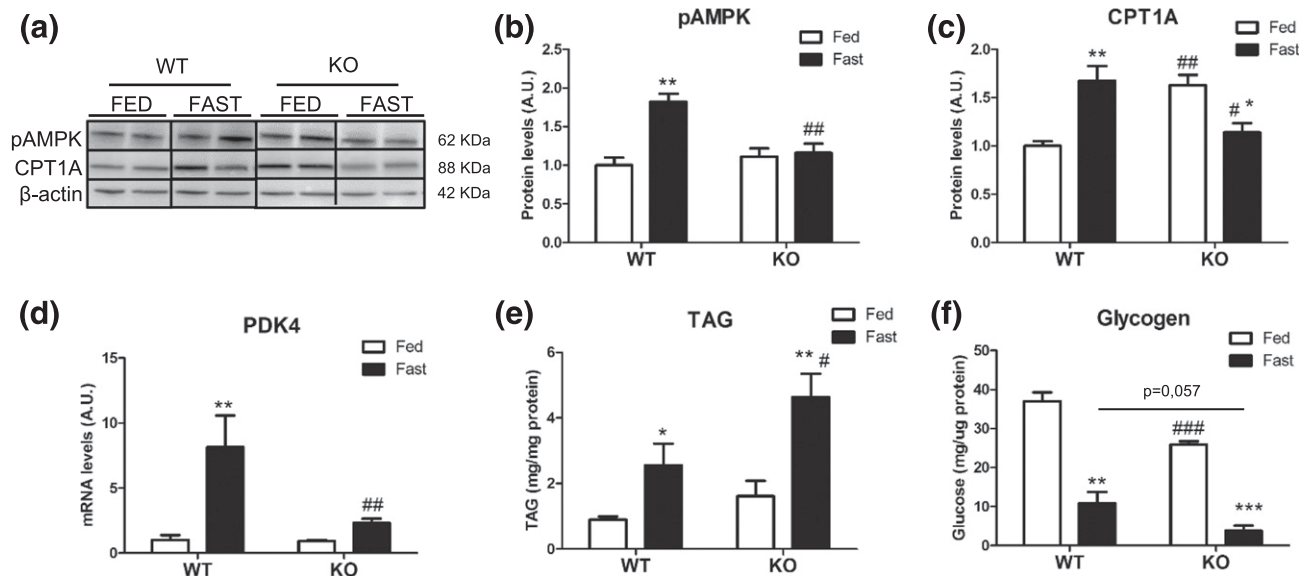 (a)
WT KO
FED FAST FED FAST
pAMPK 62 KDa
CPT1A 88 KDa
β-actin 42 KDa
(b)
pAMPK
Fed
Fast
Protein levels (A.U.)
2.5
2.0
1.5
1.0
0.5
0.0
**
##
WT KO
(c)
CPT1A
Fed
Fast
Protein levels (A.U.)
2.0
1.5
1.0
0.5
0.0
**
##
# *
WT KO
(d)
PDK4
Fed
Fast
mRNA levels (A.U.)
15
10
5
0
**
##
WT KO
(e)
TAG
Fed
Fast
TAG (mg/mg protein)
6
4
2
0
*
** #
WT KO
(f)
Glycogen
Fed
Fast
Glucose (mg/ug protein)
50
40
30
20
10
0
p=0,057
**
###
***
WT KO